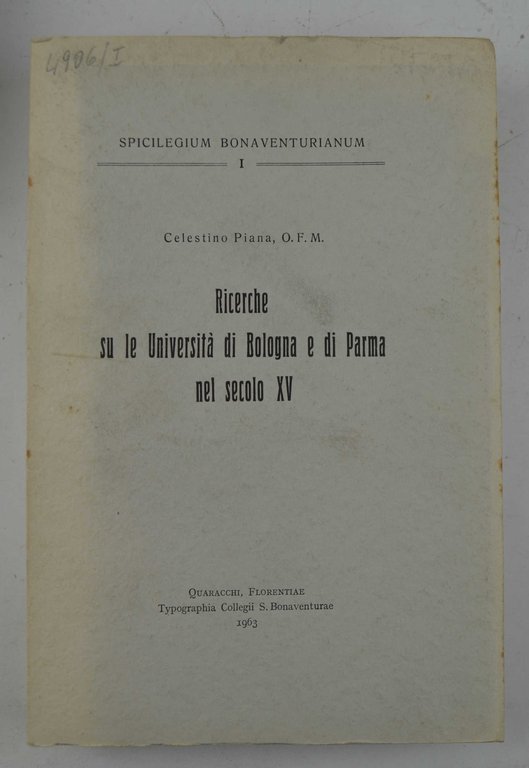 4906/I
SPICILEGIUM BONAVENTURIANUM
I
Celestino Piana, O. F. M.
Ricerche
su le Università di Bologna e di Parma
nel secolo XV
Quaracchi, Florentiae
Typographia Collegii S. Bonaventurae
1963